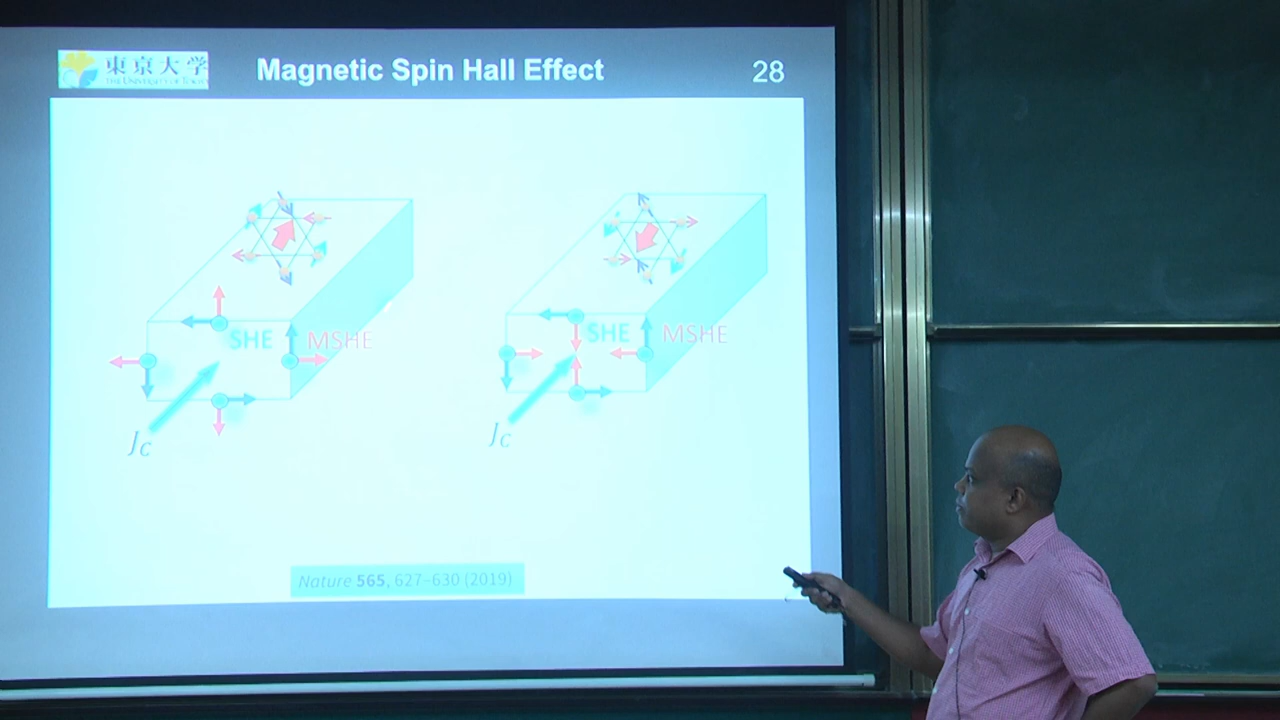 東京大学
THE UNIVERSITY OF TOKYO
Magnetic Spin Hall Effect
28
SHE
MSHE
Jc
SHE
MSHE
Jc
Nature 565, 627–630 (2019)